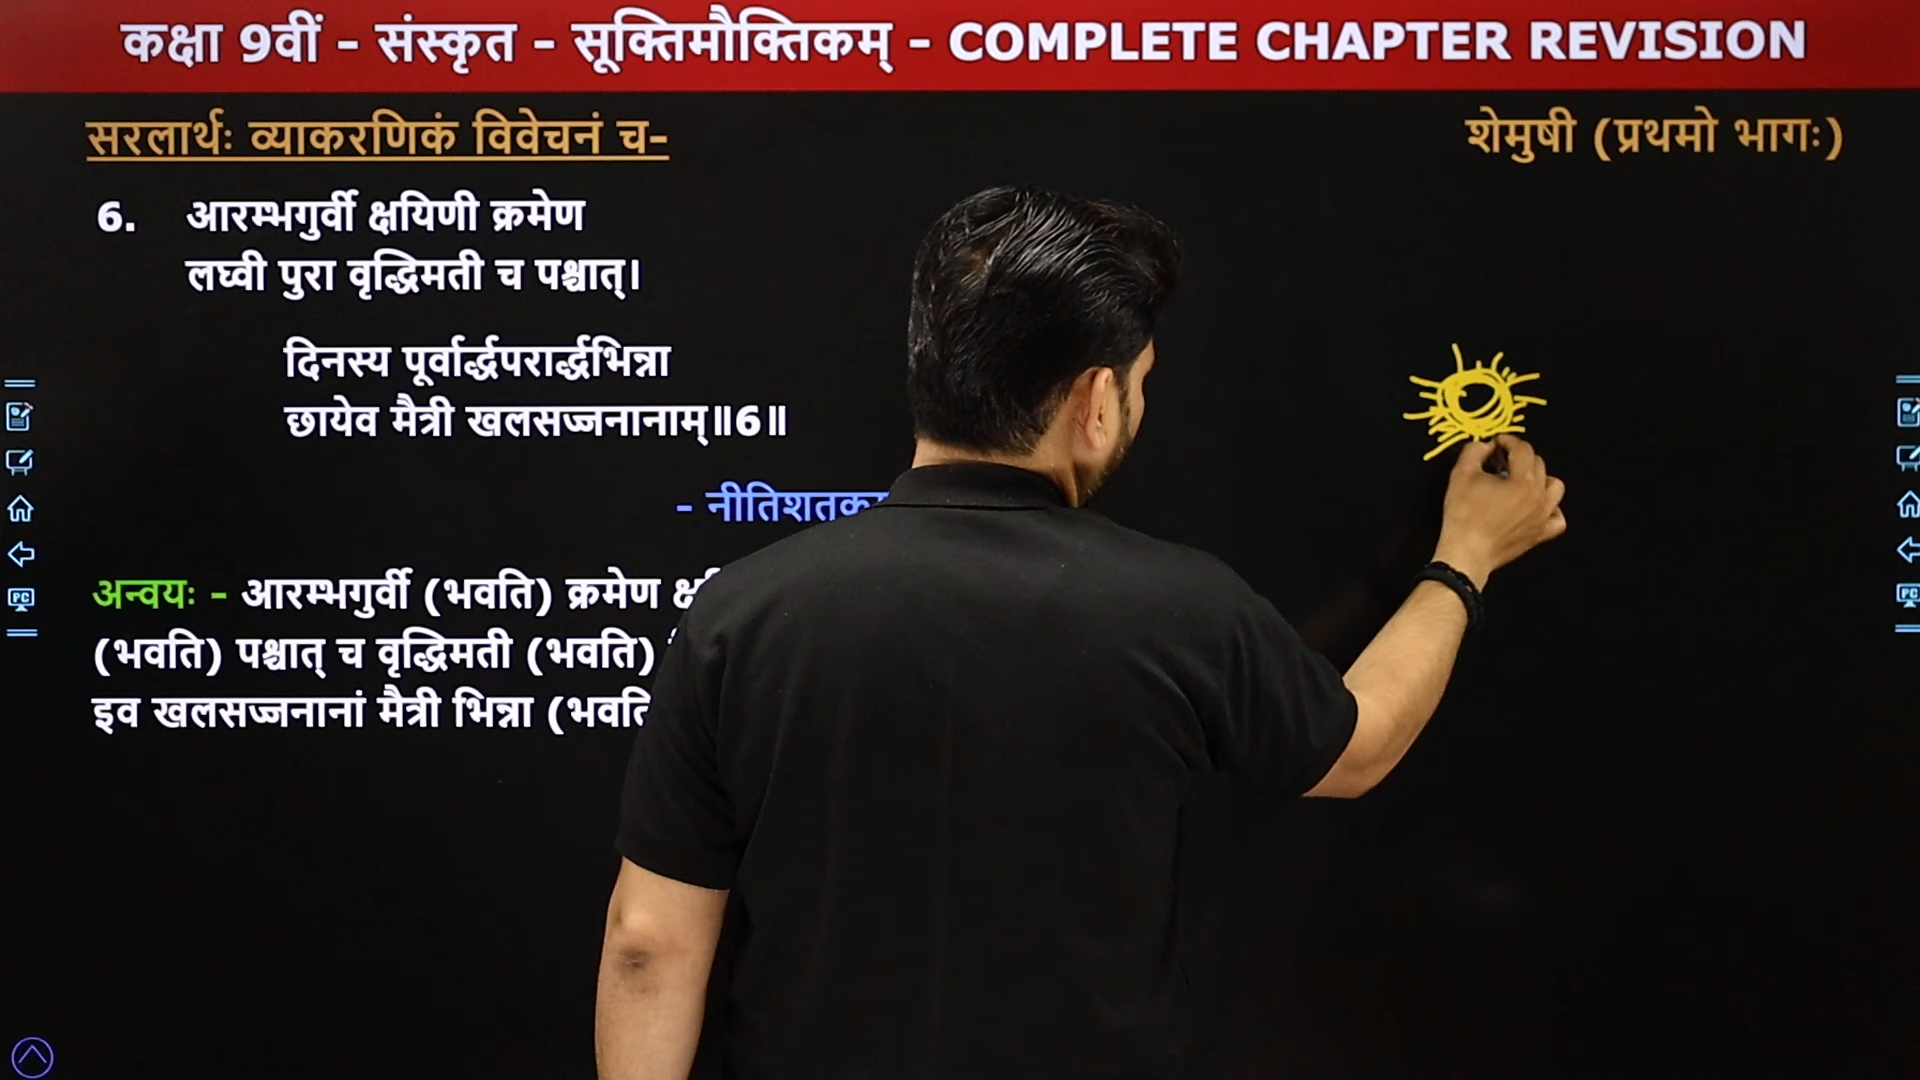 कक्षा 9वीं - संस्कृत - सूक्तिमौक्तिकम् - COMPLETE CHAPTER REVISION
सरलार्थः व्याकरणिकं विवेचनं च-
शेमुषी (प्रथमो भागः)
6. आरम्भगुर्वी क्षयिणी क्रमेण
लघ्वी पुरा वृद्धिमती च पश्चात्।
दिनस्य पूर्वार्द्धपरार्द्धभिन्ना
छायेव मैत्री खलसज्जनानाम्॥6॥
- नीतिशतक
अन्वयः - आरम्भगुर्वी (भवति) क्रमेण
(भवति) पश्चात् च वृद्धिमती (भवति)
इव खलसज्जनानां मैत्री भिन्ना (भवति
PC
PC